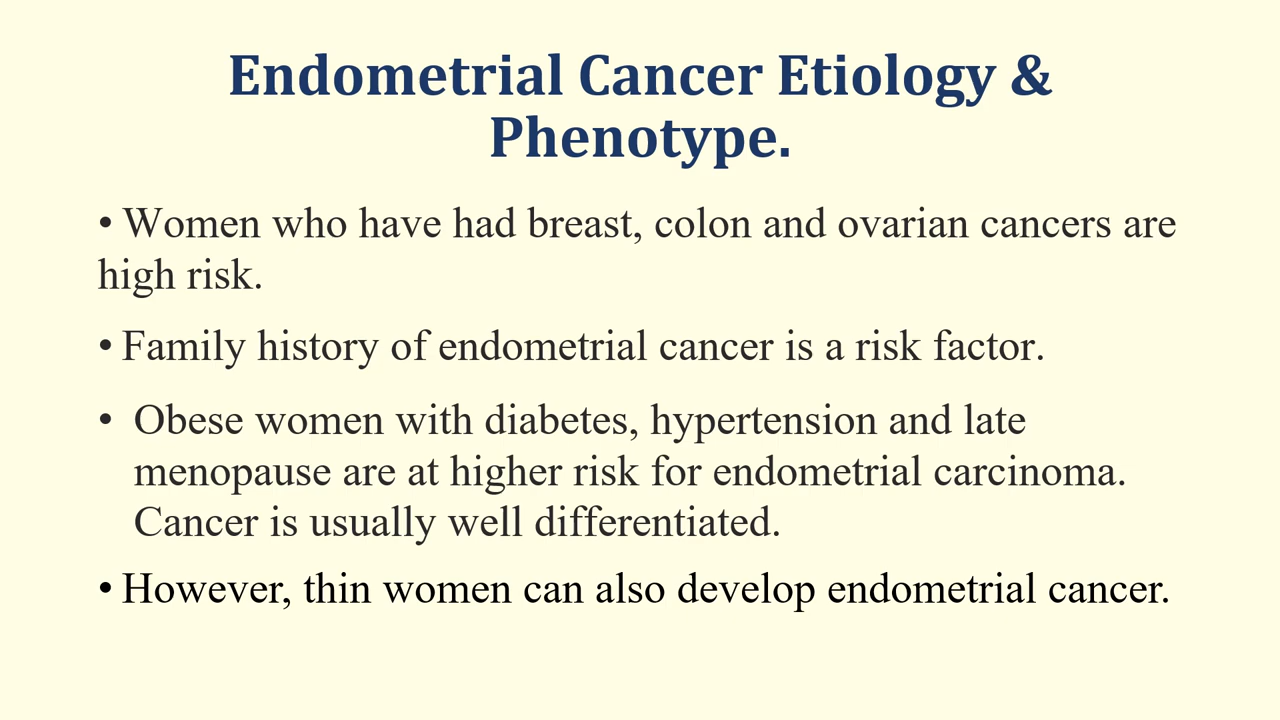 Endometrial Cancer Etiology &
Phenotype.
• Women who have had breast, colon and ovarian cancers are
high risk.
• Family history of endometrial cancer is a risk factor.
• Obese women with diabetes, hypertension and late
menopause are at higher risk for endometrial carcinoma.
Cancer is usually well differentiated.
• However, thin women can also develop endometrial cancer.